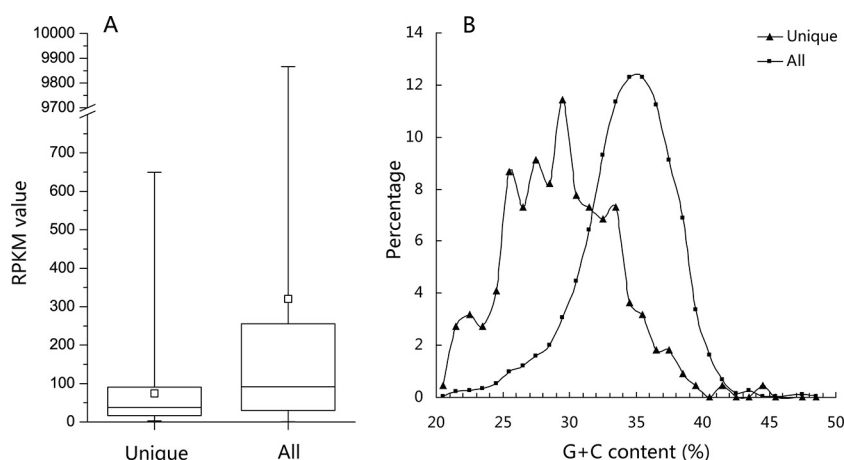 A
RPKM value
10000
9900
9800
9700
700
600
500
400
300
200
100
0
Unique All
B
Unique
All
Percentage
14
12
10
8
6
4
2
0
20 25 30 35 40 45 50
G+C content (%)